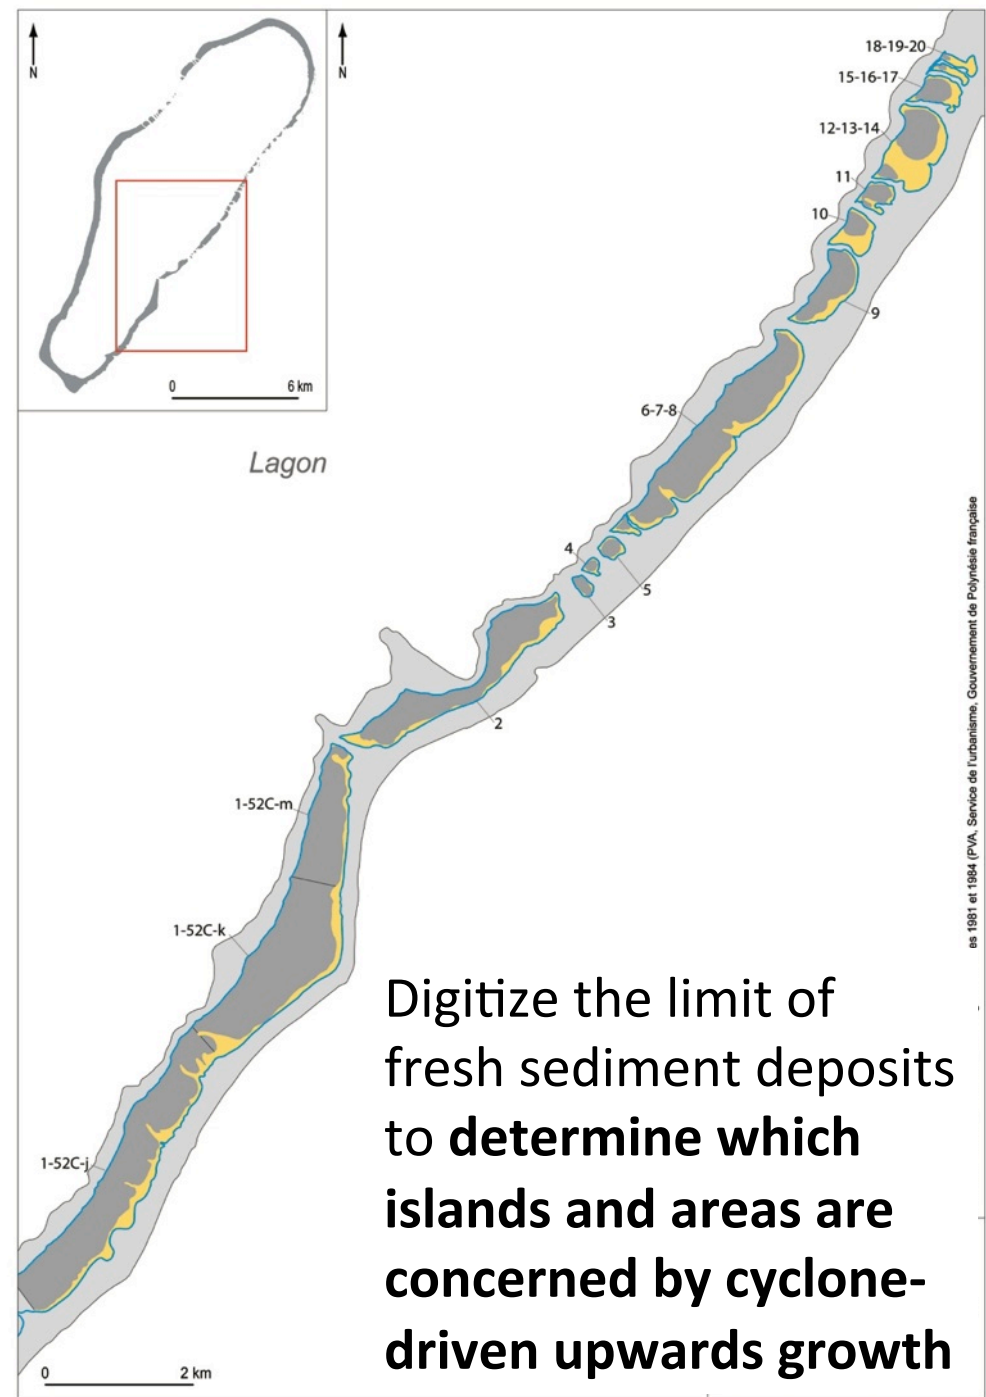 N
N
0 6 km
Lagon
18-19-20
15-16-17
12-13-14
11
10
9
6-7-8
4
5
3
2
1-52C-m
1-52C-k
1-52C-j
0 2 km
es 1981 et 1984 (PVA, Service de l'urbanisme, Gouvernement de Polynésie française
Digitize the limit of
fresh sediment deposits
to determine which
islands and areas are
concerned by cyclone-
driven upwards growth